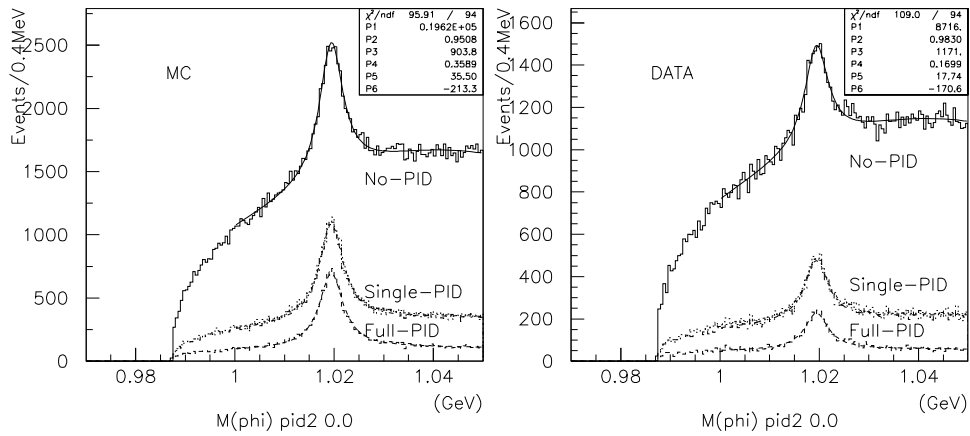 χ²/ndf 95.91 / 94
P1 0.1962E+05
P2 0.9508
P3 903.8
P4 0.3589
P5 35.50
P6 -213.3
Events/0.4MeV
2500
2000
1500
1000
500
0
MC
No-PID
Single-PID
Full-PID
0.98 1 1.02 1.04
(GeV)
M(phi) pid2 0.0
χ²/ndf 109.0 / 94
P1 8716.
P2 0.9830
P3 1171.
P4 0.1699
P5 17.74
P6 -170.6
Events/0.4MeV
1600
1400
1200
1000
800
600
400
200
0
DATA
No-PID
Single-PID
Full-PID
0.98 1 1.02 1.04
(GeV)
M(phi) pid2 0.0